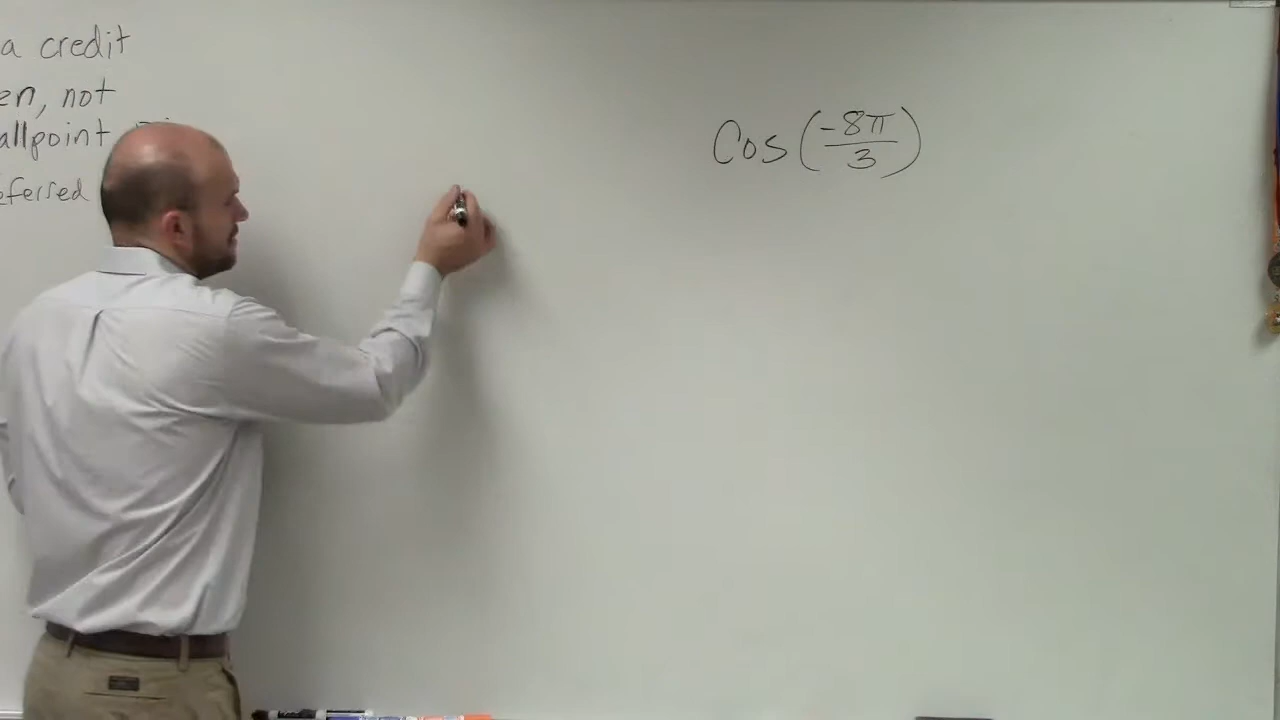 a credit
en, not
allpoint
eferred
Cos(-8π/3)